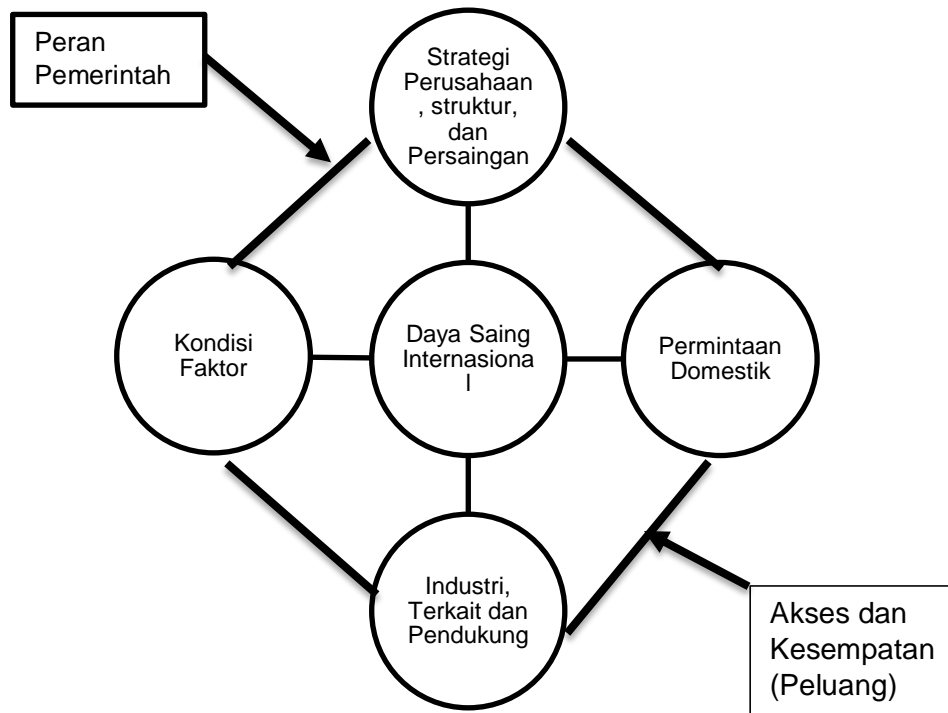 Peran
Pemerintah
Strategi
Perusahaan
, struktur,
dan
Persaingan
Kondisi
Faktor
Daya Saing
Internasiona
l
Permintaan
Domestik
Industri,
Terkait dan
Pendukung
Akses dan
Kesempatan
(Peluang)